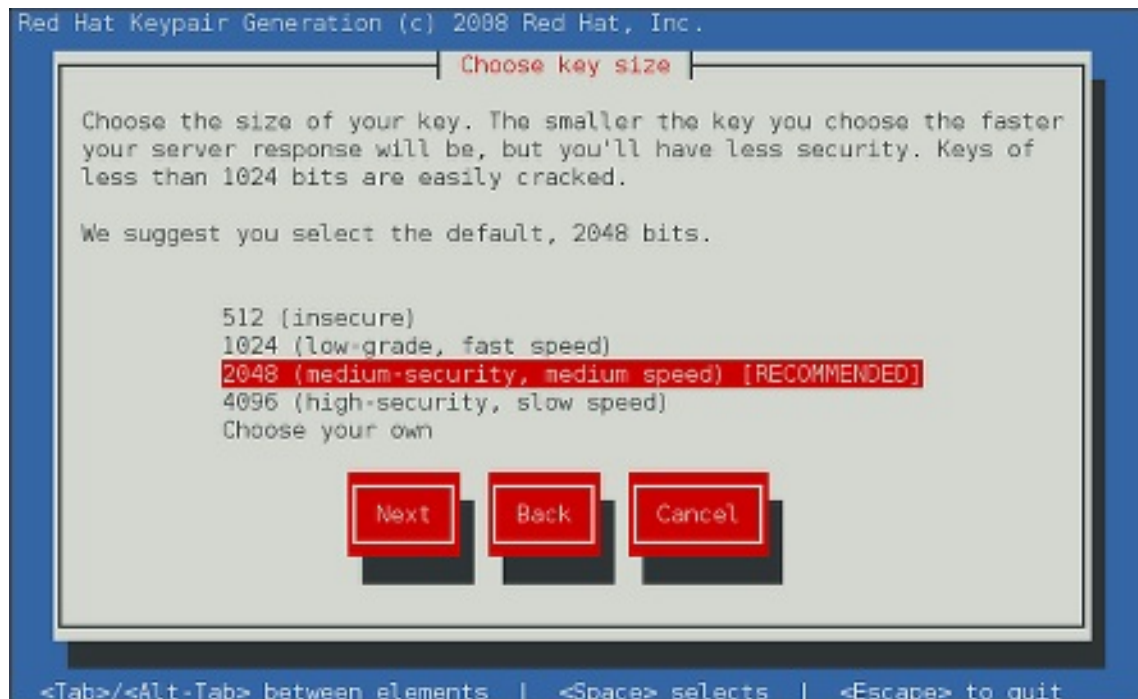 Red Hat Keypair Generation (c) 2008 Red Hat, Inc.
Choose key size
Choose the size of your key. The smaller the key you choose the faster
your server response will be, but you'll have less security. Keys of
less than 1024 bits are easily cracked.
We suggest you select the default, 2048 bits.
512 (insecure)
1024 (low-grade, fast speed)
2048 (medium-security, medium speed) [RECOMMENDED]
4096 (high-security, slow speed)
Choose your own
Next Back Cancel
<Tab>/<Alt-Tab> between elements | <Space> selects | <Escape> to quit